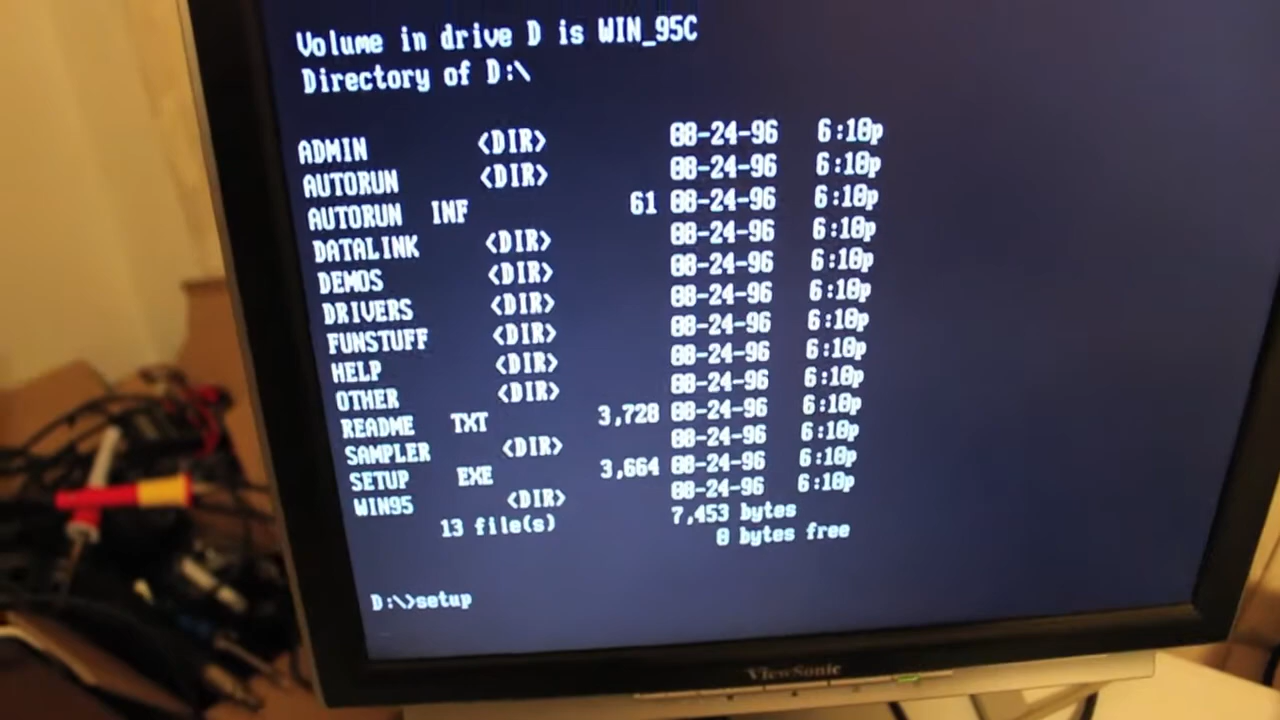 Volume in drive D is WIN_95C
Directory of D:\
ADMIN <DIR> 08-24-96 6:10p
AUTORUN <DIR> 08-24-96 6:10p
AUTORUN INF 61 08-24-96 6:10p
DATALINK <DIR> 08-24-96 6:10p
DEMOS <DIR> 08-24-96 6:10p
DRIVERS <DIR> 08-24-96 6:10p
FUNSTUFF <DIR> 08-24-96 6:10p
HELP <DIR> 08-24-96 6:10p
OTHER <DIR> 08-24-96 6:10p
README TXT 3,728 08-24-96 6:10p
SAMPLER <DIR> 08-24-96 6:10p
SETUP EXE 3,664 08-24-96 6:10p
WIN95 <DIR> 08-24-96 6:10p
13 file(s) 7,453 bytes
0 bytes free
D:\>setup
ViewSonic